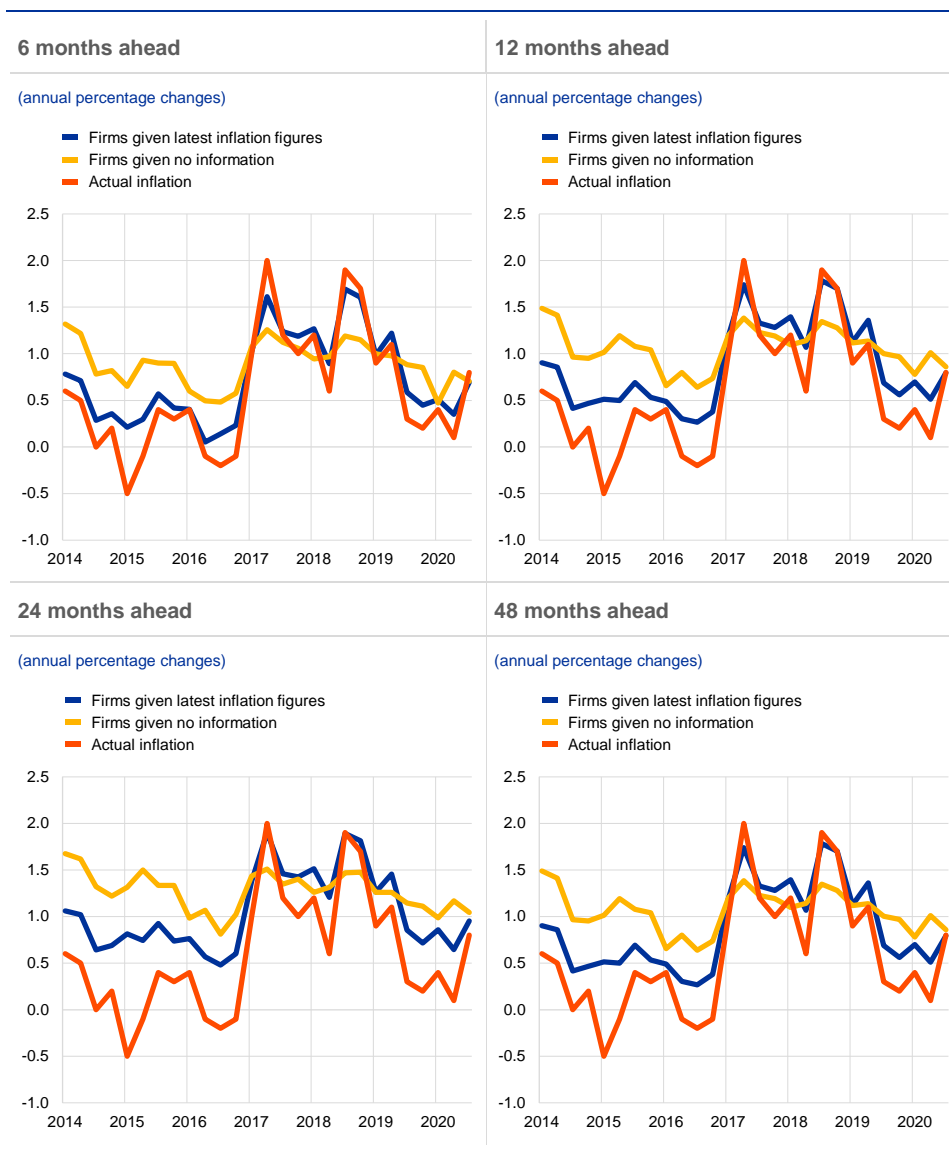 6 months ahead
(annual percentage changes)
Firms given latest inflation figures
Firms given no information
Actual inflation
2.5
2.0
1.5
1.0
0.5
0.0
-0.5
-1.0
2014 2015 2016 2017 2018 2019 2020
12 months ahead
(annual percentage changes)
Firms given latest inflation figures
Firms given no information
Actual inflation
2.5
2.0
1.5
1.0
0.5
0.0
-0.5
-1.0
2014 2015 2016 2017 2018 2019 2020
24 months ahead
(annual percentage changes)
Firms given latest inflation figures
Firms given no information
Actual inflation
2.5
2.0
1.5
1.0
0.5
0.0
-0.5
-1.0
2014 2015 2016 2017 2018 2019 2020
48 months ahead
(annual percentage changes)
Firms given latest inflation figures
Firms given no information
Actual inflation
2.5
2.0
1.5
1.0
0.5
0.0
-0.5
-1.0
2014 2015 2016 2017 2018 2019 2020